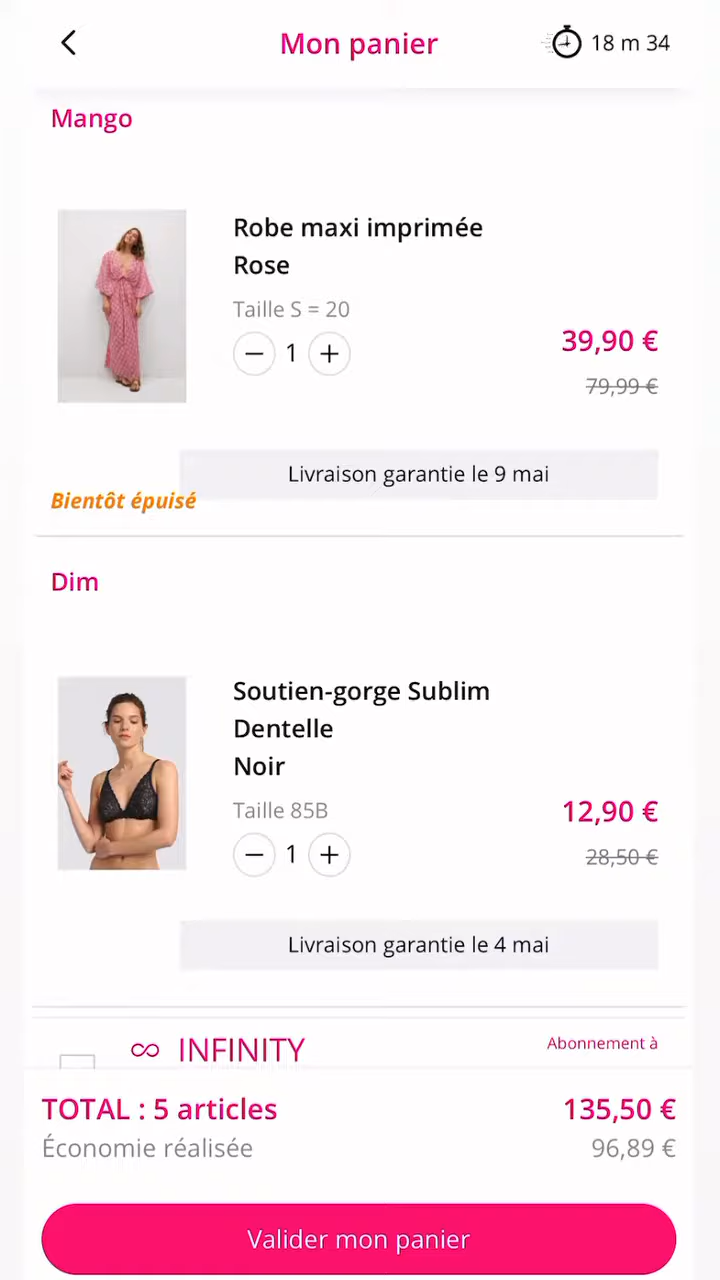 Mon panier
18 m 34
Mango
Robe maxi imprimée
Rose
Taille S = 20
1
39,90 €
79,99 €
Livraison garantie le 9 mai
Bientôt épuisé
Dim
Soutien-gorge Sublim
Dentelle
Noir
Taille 85B
1
12,90 €
28,50 €
Livraison garantie le 4 mai
INFINITY
Abonnement à
TOTAL : 5 articles
135,50 €
Économie réalisée
96,89 €
Valider mon panier